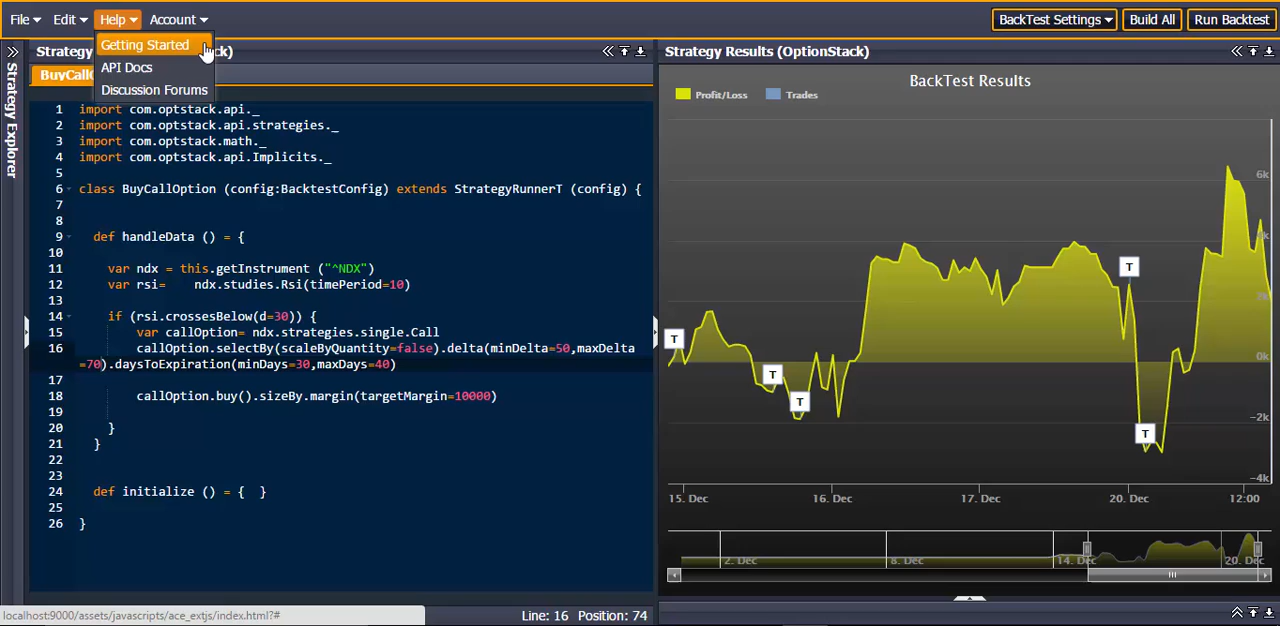 File Edit Help Account BackTest Settings Build All Run Backtest
Getting Started
API Docs
Discussion Forums
Strategy Explorer
Strategy Results (OptionStack)
BackTest Results
Profit/Loss Trades
1 import com.optstack.api._
2 import com.optstack.api.strategies._
3 import com.optstack.math._
4 import com.optstack.api.Implicits._
5
6 class BuyCallOption (config:BacktestConfig) extends StrategyRunnerT (config) {
7
8
9 def handleData () = {
10
11 var ndx = this.getInstrument ("^NDX")
12 var rsi= ndx.studies.Rsi(timePeriod=10)
13
14 if (rsi.crossesBelow(d=30)) {
15 var callOption= ndx.strategies.single.Call
16 callOption.selectBy(scaleByQuantity=false).delta(minDelta=50,maxDelta
=70).daysToExpiration(minDays=30,maxDays=40)
17
18 callOption.buy().sizeBy.margin(targetMargin=10000)
19
20 }
21 }
22
23
24 def initialize () = { }
25
26 }
T
T
T
T
T
6k
0k
-2k
-4k
15. Dec 16. Dec 17. Dec 20. Dec 12:00
2. Dec 8. Dec 14. Dec 20. Dec
localhost:9000/assets/javascripts/ace_extjs/index.html?#
Line: 16 Position: 74